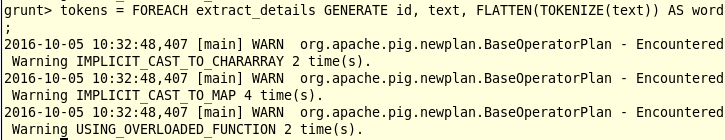 grunt> tokens = FOREACH extract_details GENERATE id, text, FLATTEN(TOKENIZE(text)) AS word
;
2016-10-05 10:32:48,407 [main] WARN  org.apache.pig.newplan.BaseOperatorPlan - Encountered
 Warning IMPLICIT_CAST_TO_CHARARRAY 2 time(s).
2016-10-05 10:32:48,407 [main] WARN  org.apache.pig.newplan.BaseOperatorPlan - Encountered
 Warning IMPLICIT_CAST_TO_MAP 4 time(s).
2016-10-05 10:32:48,407 [main] WARN  org.apache.pig.newplan.BaseOperatorPlan - Encountered
 Warning USING_OVERLOADED_FUNCTION 2 time(s).